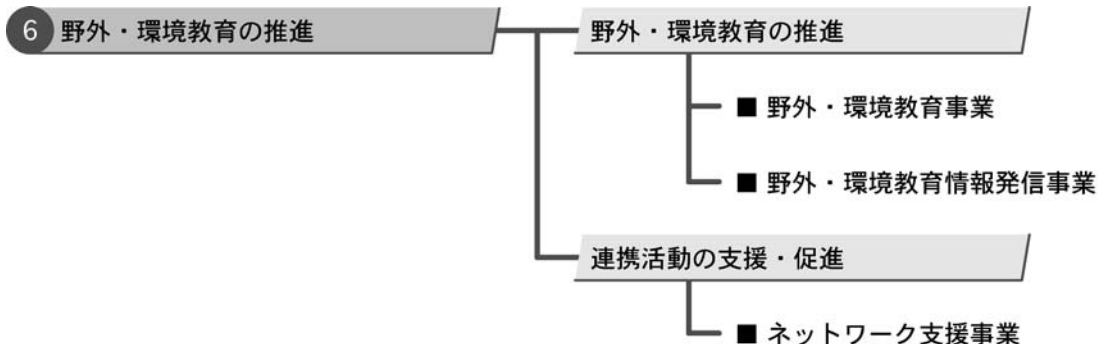 6 野外・環境教育の推進
野外・環境教育の推進
■ 野外・環境教育事業
■ 野外・環境教育情報発信事業
連携活動の支援・促進
■ ネットワーク支援事業